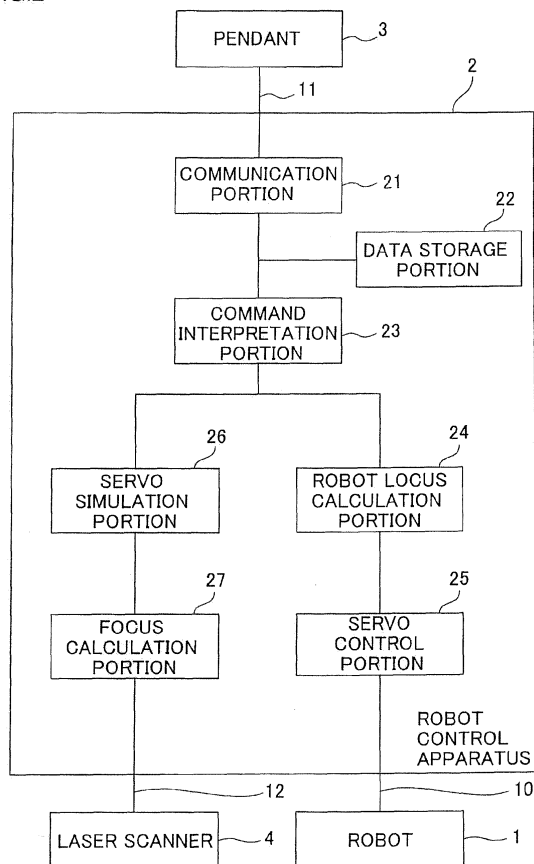 PENDANT
3
11
2
COMMUNICATION
PORTION
21
22
DATA STORAGE
PORTION
COMMAND
INTERPRETATION
PORTION
23
26
24
SERVO
SIMULATION
PORTION
ROBOT LOCUS
CALCULATION
PORTION
27
25
FOCUS
CALCULATION
PORTION
SERVO
CONTROL
PORTION
ROBOT
CONTROL
APPARATUS
12
10
LASER SCANNER
4
ROBOT
1